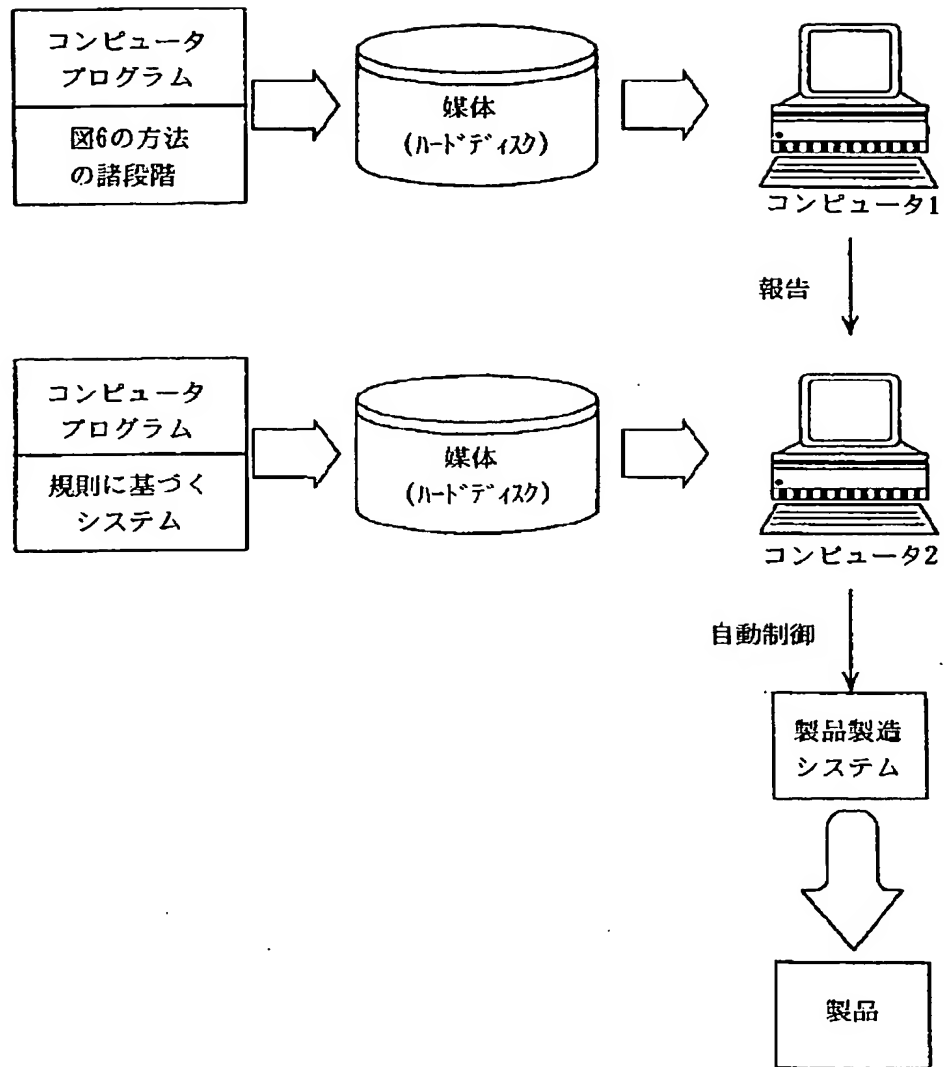 コンピュータ
プログラム
図6の方法
の諸段階
媒体
(ハードディスク)
コンピュータ1
報告
コンピュータ
プログラム
規則に基づく
システム
媒体
(ハードディスク)
コンピュータ2
自動制御
製品製造
システム
製品